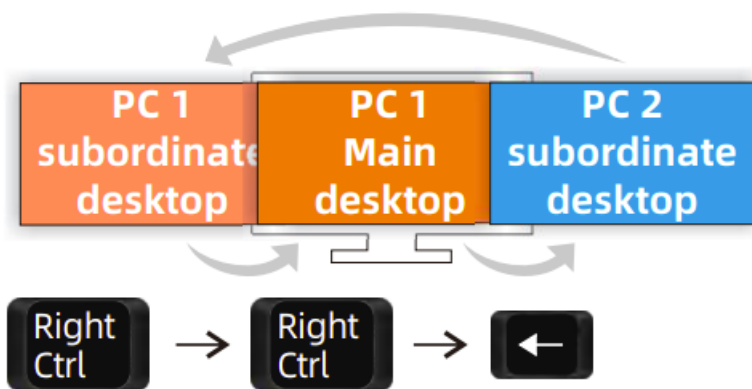 PC 1
subordinate
desktop
PC 1
Main
desktop
PC 2
subordinate
desktop
Right
Ctrl
→
Right
Ctrl
→
←